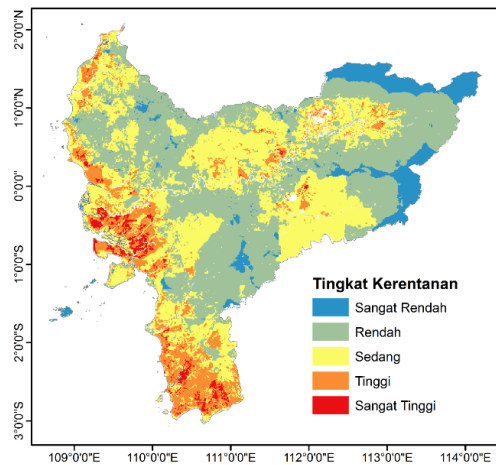 2°0'0"N
1°0'0"N
0°0'0"
1°0'0"S
2°0'0"S
3°0'0"S
Tingkat Kerentanan
Sangat Rendah
Rendah
Sedang
Tinggi
Sangat Tinggi
109°0'0"E 110°0'0"E 111°0'0"E 112°0'0"E 113°0'0"E 114°0'0"E